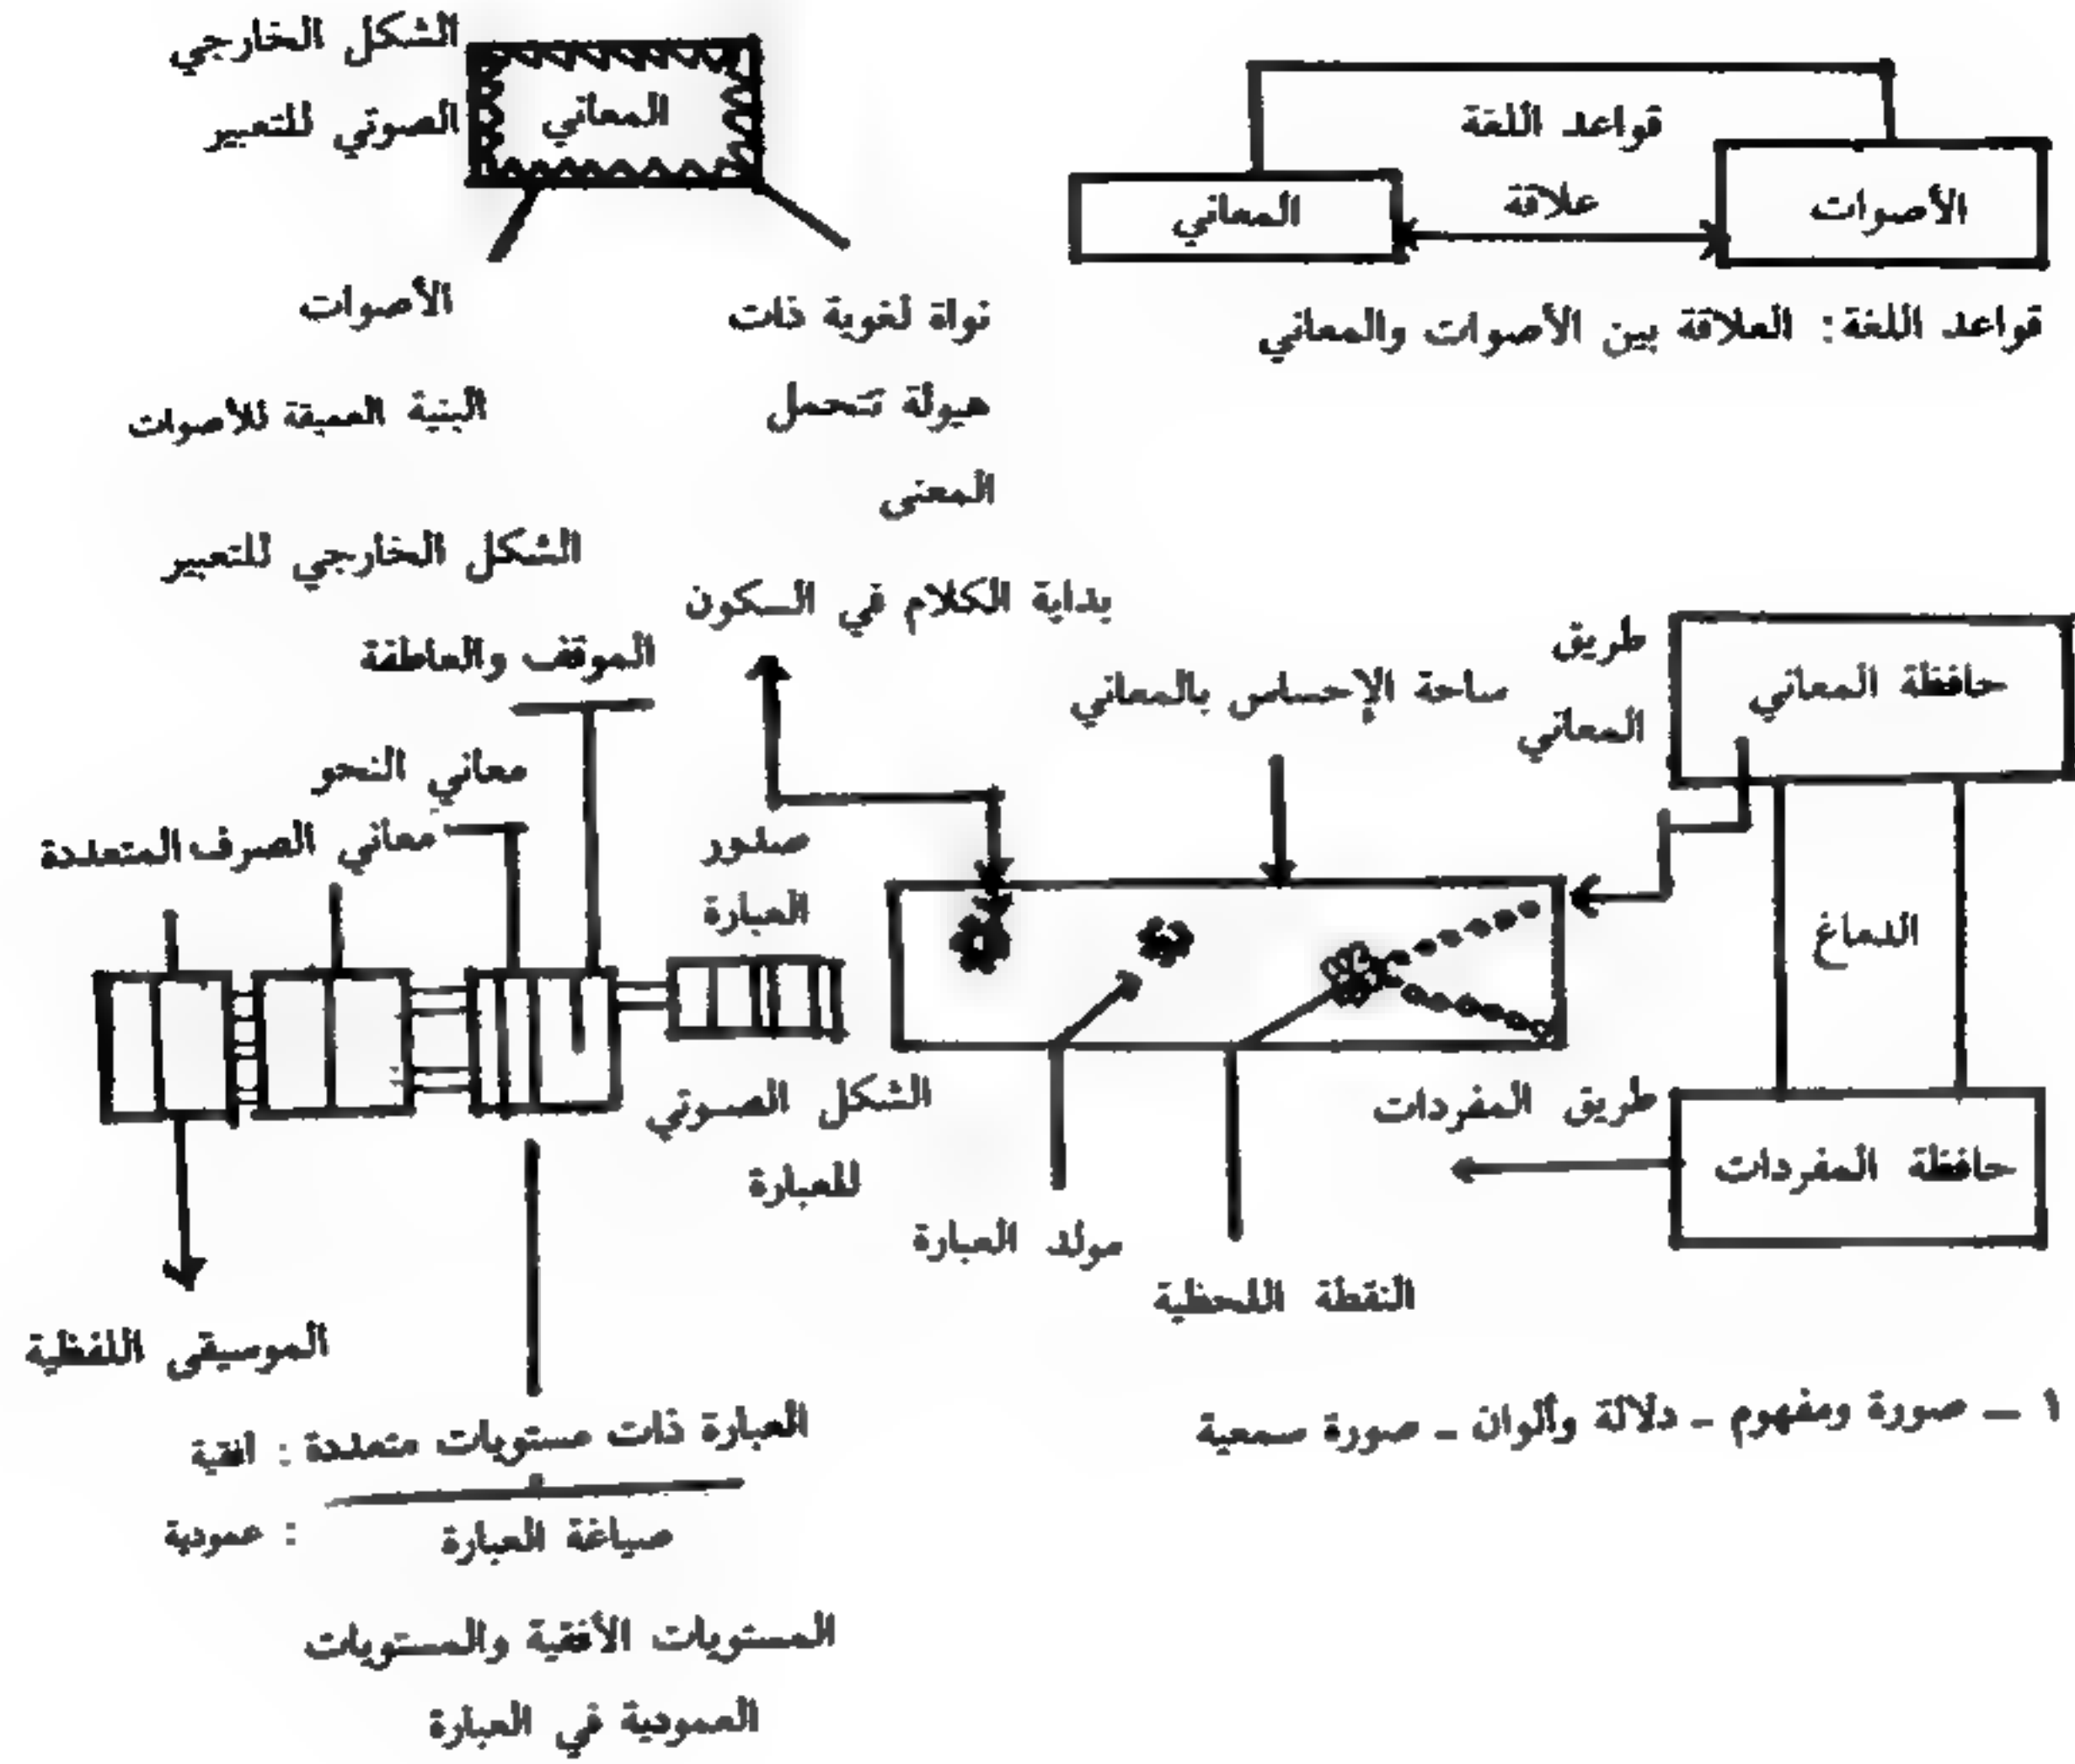 قواعد اللغة
الأصوات
علاقة
المعاني
قواعد اللغة: العلاقة بين الأصوات والمعاني
الشكل الخارجي
الصوتي للتعبير
المعاني
نواة لغوية ذات
هيولة تتحمل
المعنى
الأصوات
البنية العميقة للأصوات
الشكل الخارجي للتعبير
حافظة المعاني
طريق
المعاني
الدماغ
حافظة المفردات
طريق المفردات
ساحة الإحساس بالمعاني
بداية الكلام في السكون
النقطة اللحظية
مولد العبارة
صدور
العبارة
الشكل الصوتي
للعبارة
الموقف والعاطفة
معاني النحو
معاني الصرف المتعددة
الموسيقى اللفظية
العبارة ذات مستويات متعددة : افقية
صياغة العبارة : عمودية
المستويات الأفقية والمستويات
العمودية في العبارة
١ ـ صورة ومفهوم ـ دلالة وألوان ـ صورة سمعية